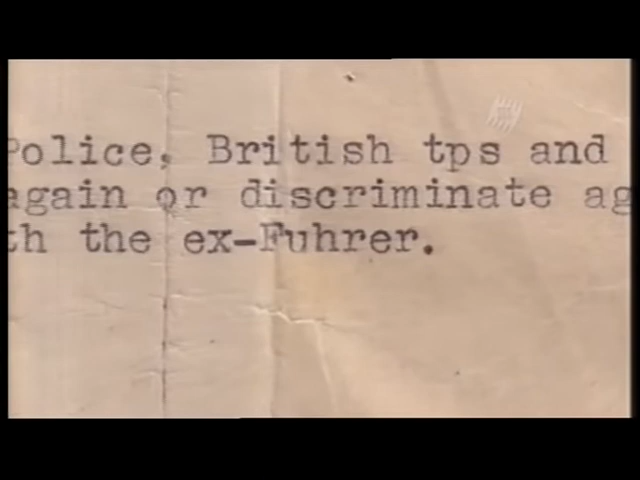 Police, British tps and
again or discriminate ag
th the ex-Fuhrer.